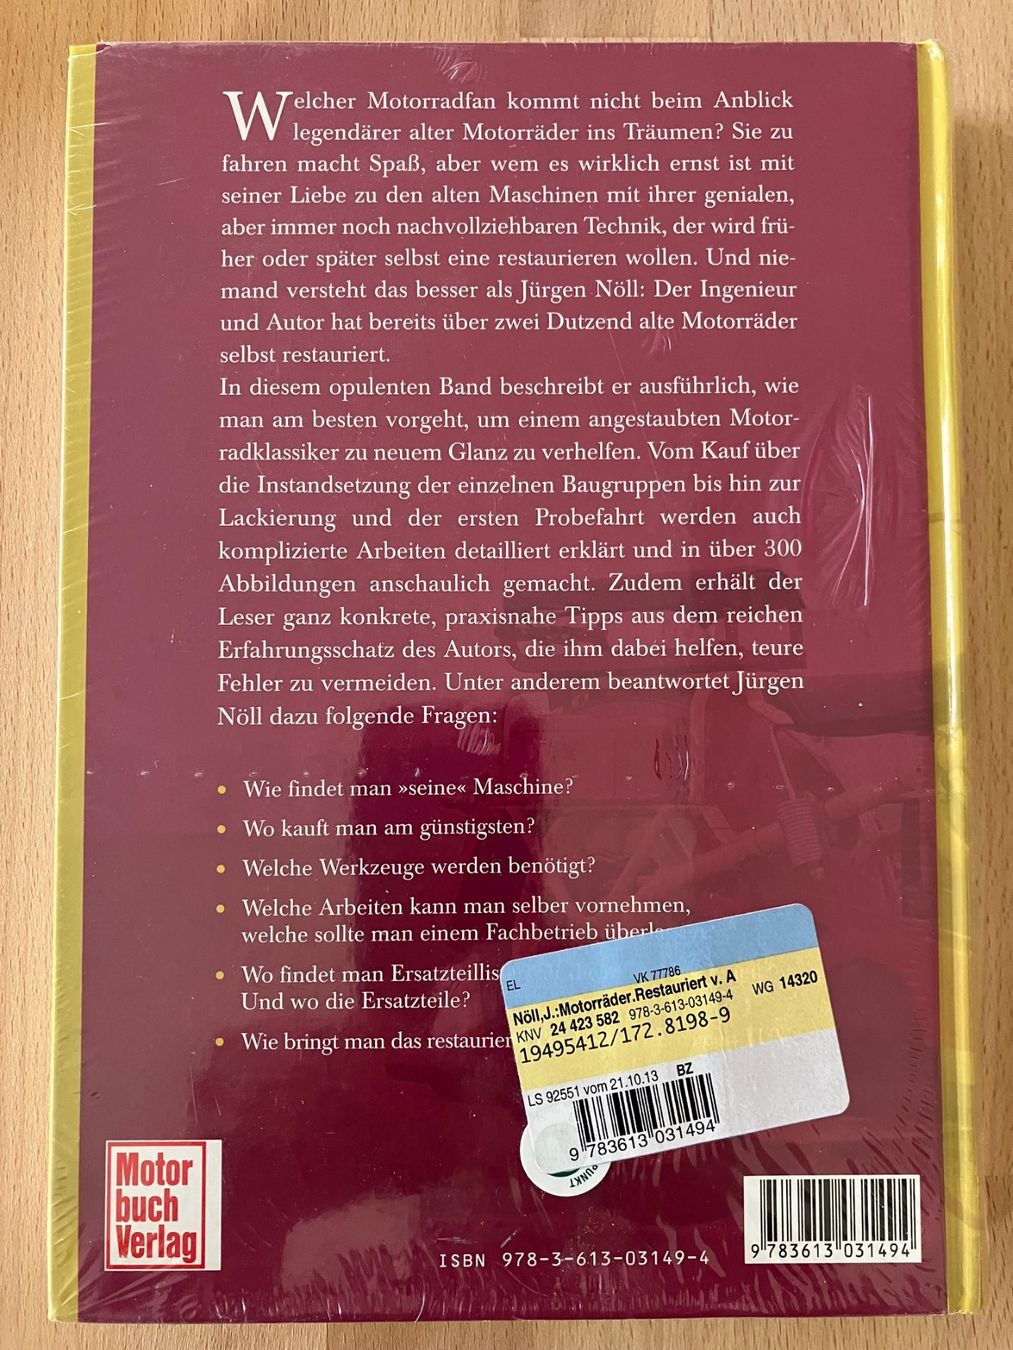 Welcher Motorradfan kommt nicht beim Anblick
legendärer alter Motorräder ins Träumen? Sie zu
fahren macht Spaß, aber wem es wirklich ernst ist mit
seiner Liebe zu den alten Maschinen mit ihrer genialen,
aber immer noch nachvollziehbaren Technik, der wird frü-
her oder später selbst eine restaurieren wollen. Und nie-
mand versteht das besser als Jürgen Nöll: Der Ingenieur
und Autor hat bereits über zwei Dutzend alte Motorräder
selbst restauriert.
In diesem opulenten Band beschreibt er ausführlich, wie
man am besten vorgeht, um einem angestaubten Motor-
radklassiker zu neuem Glanz zu verhelfen. Vom Kauf über
die Instandsetzung der einzelnen Baugruppen bis hin zur
Lackierung und der ersten Probefahrt werden auch
komplizierte Arbeiten detailliert erklärt und in über 300
Abbildungen anschaulich gemacht. Zudem erhält der
Leser ganz konkrete, praxisnahe Tipps aus dem reichen
Erfahrungsschatz des Autors, die ihm dabei helfen, teure
Fehler zu vermeiden. Unter anderem beantwortet Jürgen
Nöll dazu folgende Fragen:
• Wie findet man »seine« Maschine?
• Wo kauft man am günstigsten?
• Welche Werkzeuge werden benötigt?
• Welche Arbeiten kann man selber vornehmen,
welche sollte man einem Fachbetrieb
• Wo findet man
Und wo die Ersatzteile?
• Wie bringt man das
EL VK 77786
Nöll,J.:Motorräder.Restauriert v. A
KNV 24 423 582 978-3-613-03149-4 WG 14320
19495412/172.8198-9
LS 92551 vom 21.10.13 BZ
9 783613 031494
Motor
buch
Verlag
ISBN 978-3-613-03149-4
9 783613 031494